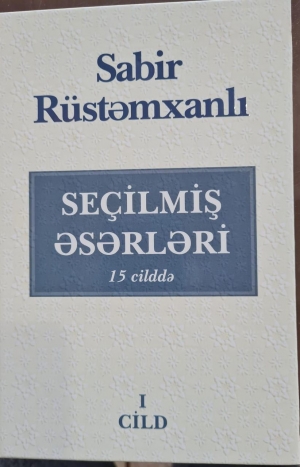 Sabir
Rüstəmxanlı
SEÇİLMİŞ
ƏSƏRLƏRİ
15 cilddə
I
CİLD